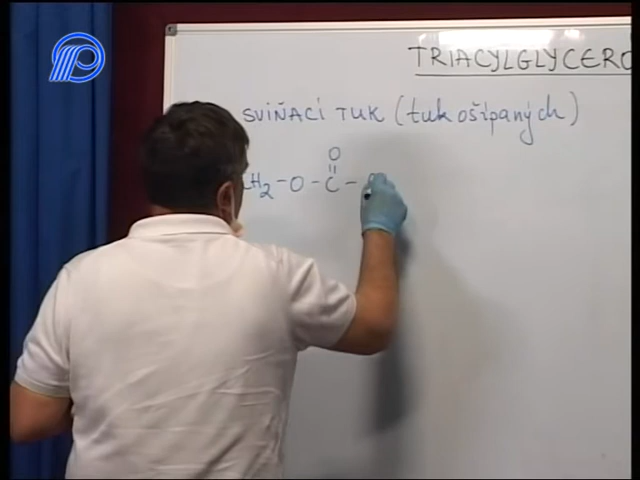 TRIACYLGLYCERO
SVIŇACÍ TUK (tuk ošípaných)
O
H2 - O - C -